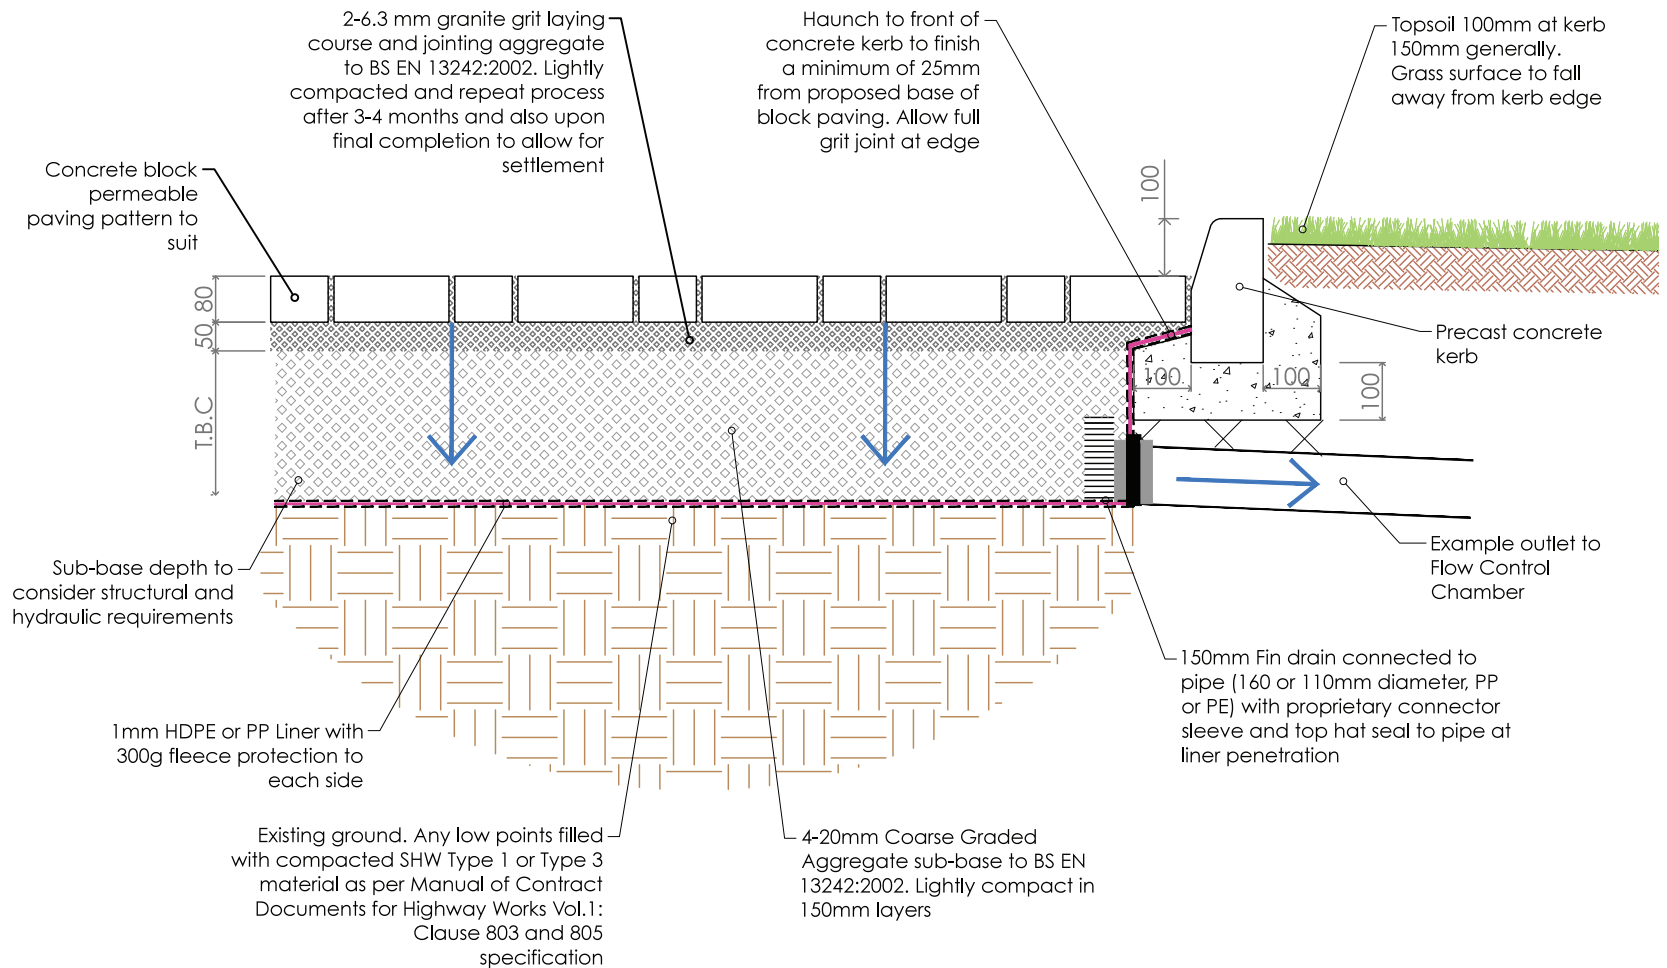 2-6.3 mm granite grit laying
course and jointing aggregate
to BS EN 13242:2002. Lightly
compacted and repeat process
after 3-4 months and also upon
final completion to allow for
settlement
Haunch to front of
concrete kerb to finish
a minimum of 25mm
from proposed base of
block paving. Allow full
grit joint at edge
Topsoil 100mm at kerb
150mm generally.
Grass surface to fall
away from kerb edge
Concrete block
permeable
paving pattern to
suit
100
80
50
T.B.C
Precast concrete
kerb
100
100
100
Sub-base depth to
consider structural and
hydraulic requirements
Example outlet to
Flow Control
Chamber
150mm Fin drain connected to
pipe (160 or 110mm diameter, PP
or PE) with proprietary connector
sleeve and top hat seal to pipe at
liner penetration
1mm HDPE or PP Liner with
300g fleece protection to
each side
Existing ground. Any low points filled
with compacted SHW Type 1 or Type 3
material as per Manual of Contract
Documents for Highway Works Vol.1:
Clause 803 and 805
specification
4-20mm Coarse Graded
Aggregate sub-base to BS EN
13242:2002. Lightly compact in
150mm layers